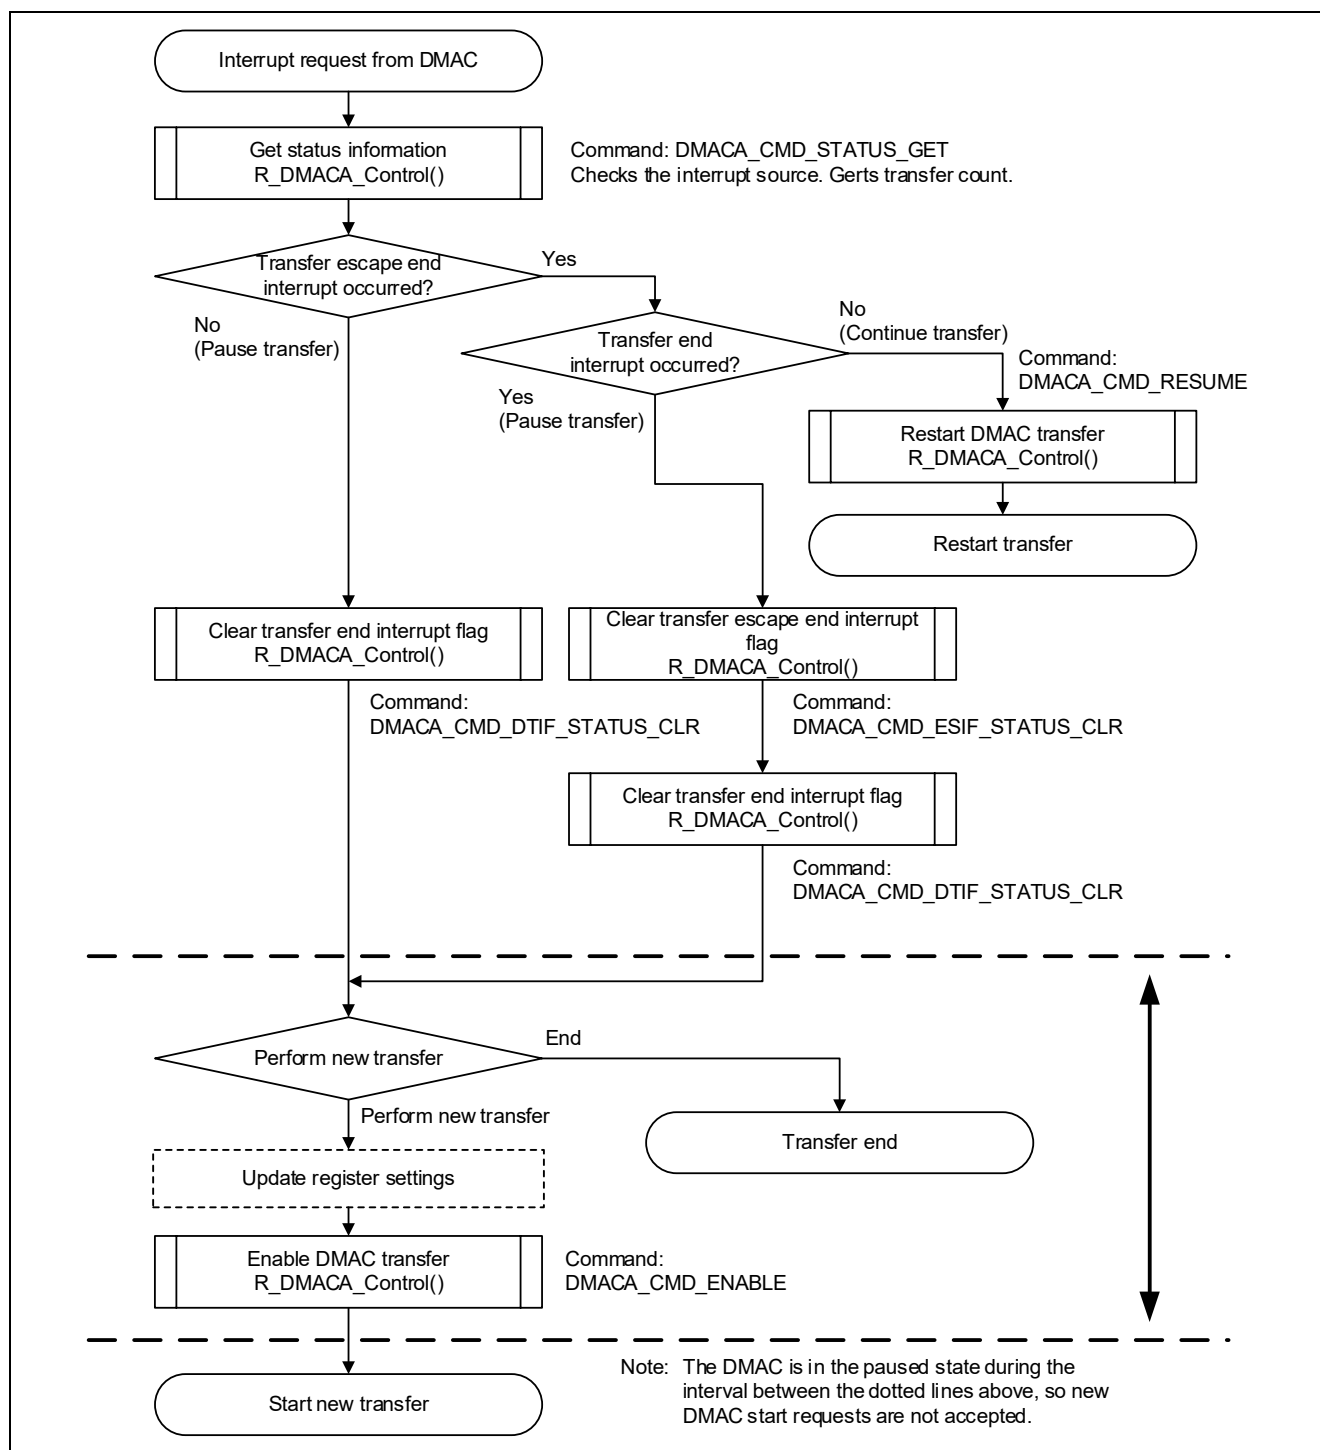 Interrupt request from DMAC
Get status information
R_DMACA_Control()
Command: DMACA_CMD_STATUS_GET
Checks the interrupt source. Gerts transfer count.
Transfer escape end
interrupt occurred?
Yes
No
(Pause transfer)
Transfer end
interrupt occurred?
No
(Continue transfer)
Command:
DMACA_CMD_RESUME
Yes
(Pause transfer)
Restart DMAC transfer
R_DMACA_Control()
Restart transfer
Clear transfer end interrupt flag
R_DMACA_Control()
Clear transfer escape end interrupt
flag
R_DMACA_Control()
Command:
DMACA_CMD_DTIF_STATUS_CLR
Command:
DMACA_CMD_ESIF_STATUS_CLR
Clear transfer end interrupt flag
R_DMACA_Control()
Command:
DMACA_CMD_DTIF_STATUS_CLR
Perform new transfer
End
Perform new transfer
Transfer end
Update register settings
Enable DMAC transfer
R_DMACA_Control()
Command:
DMACA_CMD_ENABLE
Start new transfer
Note: The DMAC is in the paused state during the
interval between the dotted lines above, so new
DMAC start requests are not accepted.